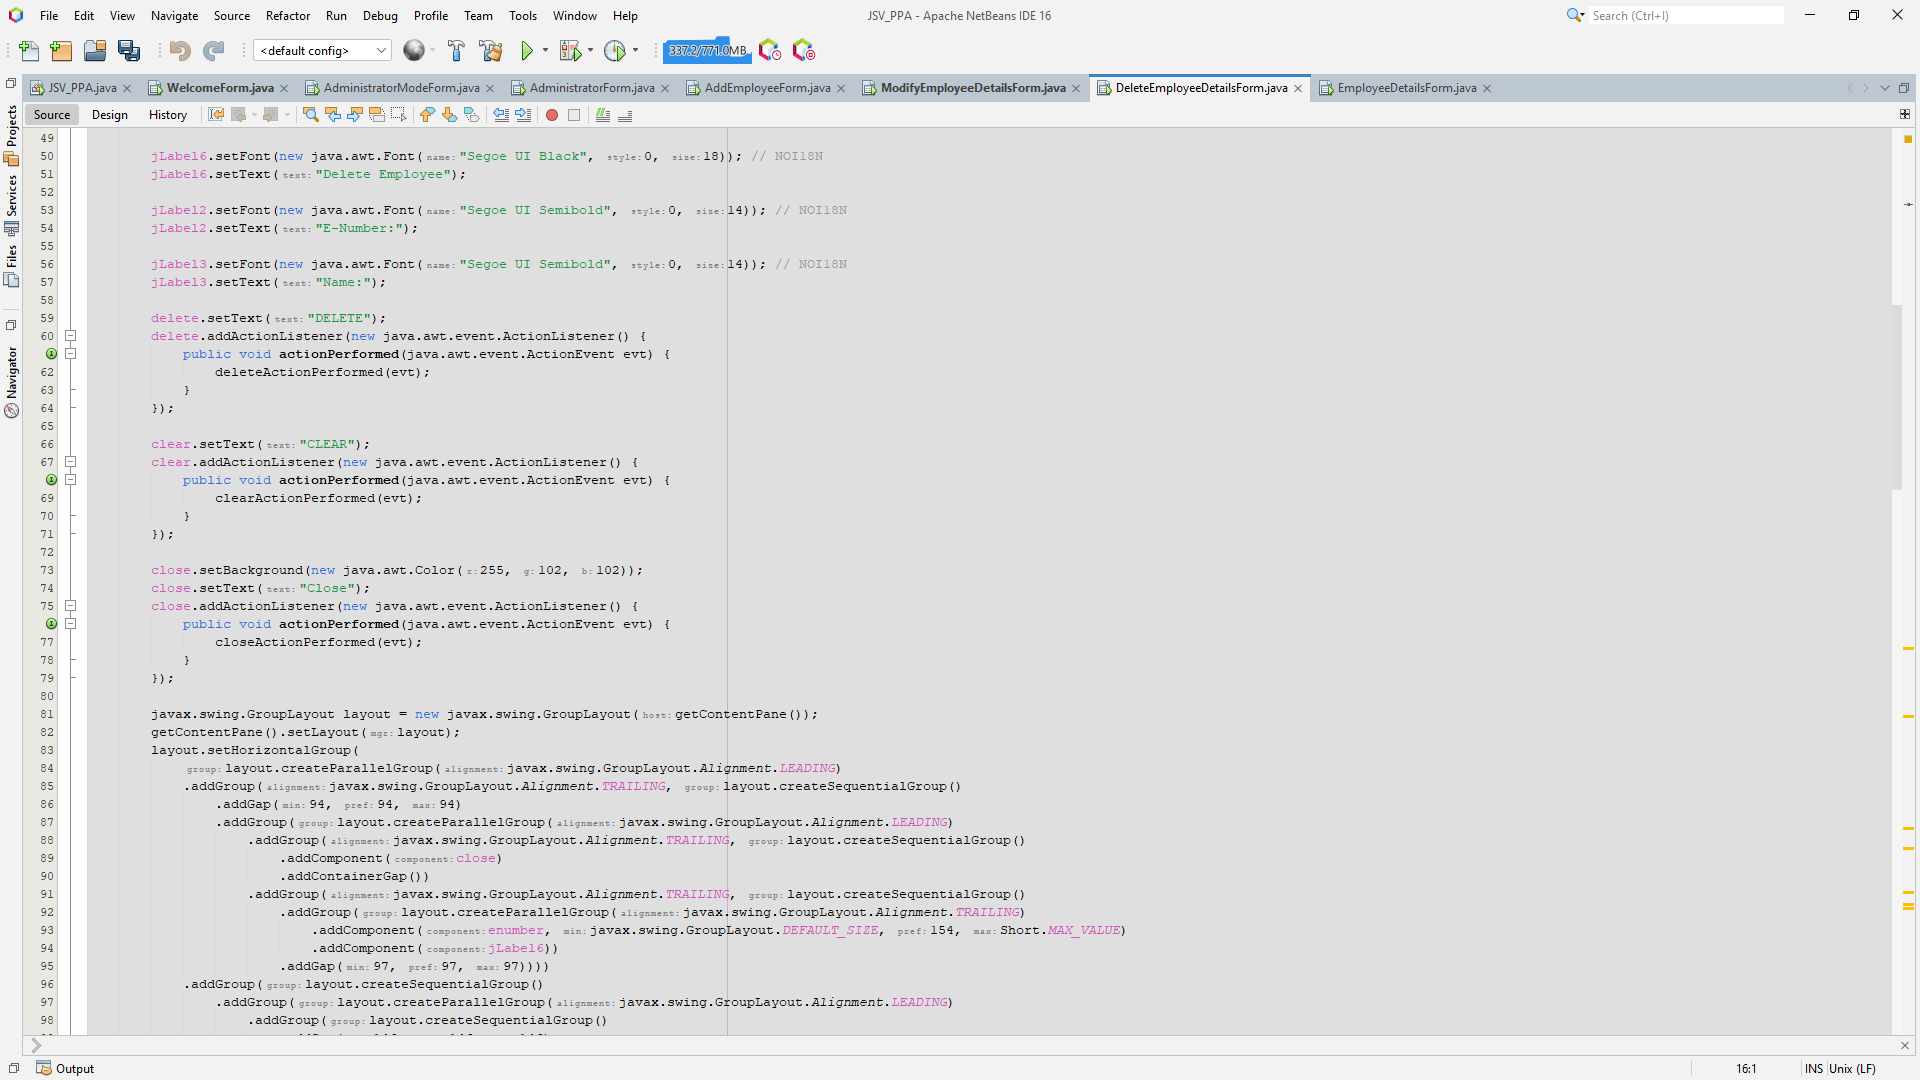 File Edit View Navigate Source Refactor Run Debug Profile Team Tools Window Help JSV_PPA - Apache NetBeans IDE 16 Search (Ctrl+I)
<default config> 337.2/771.0MB
JSV_PPA.java WelcomeForm.java AdministratorModeForm.java AdministratorForm.java AddEmployeeForm.java ModifyEmployeeDetailsForm.java DeleteEmployeeDetailsForm.java EmployeeDetailsForm.java
Source Design History
Projects
Services
Files
Navigator
49
50 jLabel6.setFont(new java.awt.Font(name:"Segoe UI Black", style:0, size:18)); // NOI18N
51 jLabel6.setText(text:"Delete Employee");
52
53 jLabel2.setFont(new java.awt.Font(name:"Segoe UI Semibold", style:0, size:14)); // NOI18N
54 jLabel2.setText(text:"E-Number:");
55
56 jLabel3.setFont(new java.awt.Font(name:"Segoe UI Semibold", style:0, size:14)); // NOI18N
57 jLabel3.setText(text:"Name:");
58
59 delete.setText(text:"DELETE");
60 delete.addActionListener(new java.awt.event.ActionListener() {
public void actionPerformed(java.awt.event.ActionEvent evt) {
62 deleteActionPerformed(evt);
63 }
64 });
65
66 clear.setText(text:"CLEAR");
67 clear.addActionListener(new java.awt.event.ActionListener() {
public void actionPerformed(java.awt.event.ActionEvent evt) {
69 clearActionPerformed(evt);
70 }
71 });
72
73 close.setBackground(new java.awt.Color(r:255, g:102, b:102));
74 close.setText(text:"Close");
75 close.addActionListener(new java.awt.event.ActionListener() {
public void actionPerformed(java.awt.event.ActionEvent evt) {
77 closeActionPerformed(evt);
78 }
79 });
80
81 javax.swing.GroupLayout layout = new javax.swing.GroupLayout(host:getContentPane());
82 getContentPane().setLayout(mgr:layout);
83 layout.setHorizontalGroup(
84 group:layout.createParallelGroup(alignment:javax.swing.GroupLayout.Alignment.LEADING)
85 .addGroup(alignment:javax.swing.GroupLayout.Alignment.TRAILING, group:layout.createSequentialGroup()
86 .addGap(min:94, pref:94, max:94)
87 .addGroup(group:layout.createParallelGroup(alignment:javax.swing.GroupLayout.Alignment.LEADING)
88 .addGroup(alignment:javax.swing.GroupLayout.Alignment.TRAILING, group:layout.createSequentialGroup()
89 .addComponent(component:close)
90 .addContainerGap())
91 .addGroup(alignment:javax.swing.GroupLayout.Alignment.TRAILING, group:layout.createSequentialGroup()
92 .addGroup(group:layout.createParallelGroup(alignment:javax.swing.GroupLayout.Alignment.TRAILING)
93 .addComponent(component:enumber, min:javax.swing.GroupLayout.DEFAULT_SIZE, pref:154, max:Short.MAX_VALUE)
94 .addComponent(component:jLabel6))
95 .addGap(min:97, pref:97, max:97))))
96 .addGroup(group:layout.createSequentialGroup()
97 .addGroup(group:layout.createParallelGroup(alignment:javax.swing.GroupLayout.Alignment.LEADING)
98 .addGroup(group:layout.createSequentialGroup()
Output 16:1 INS Unix (LF)